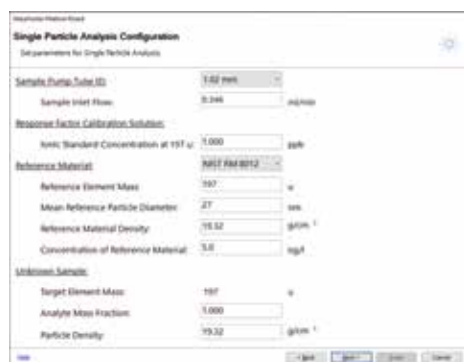 Single Particle Analysis Configuration
Set parameters for Single Particle Analysis
Sample Pump Tube ID: 1.02 mm
Sample Inlet Flow: 0.346 ml/min
Response Factor Calibration Solution:
Ionic Standard Concentration at 197 u: 1.000 ppb
Reference Material: NIST RM 8012
Reference Element Mass: 197 u
Mean Reference Particle Diameter: 27 nm
Reference Material Density: 19.32 g/cm
Concentration of Reference Material: 5.0 ng/l
Unknown Sample:
Target Element Mass: 197 u
Analyte Mass Fraction: 1.000
Particle Density: 19.32 g/cm
< Back Next > Cancel